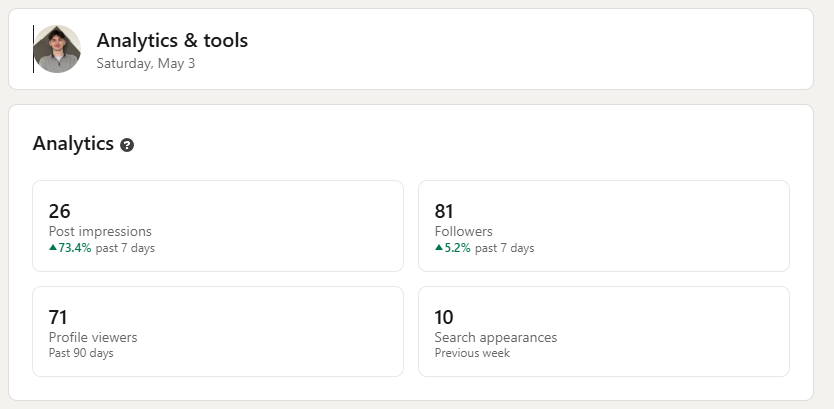 Analytics & tools
Saturday, May 3
Analytics ?
26
Post impressions
▲73.4% past 7 days
81
Followers
▲5.2% past 7 days
71
Profile viewers
Past 90 days
10
Search appearances
Previous week